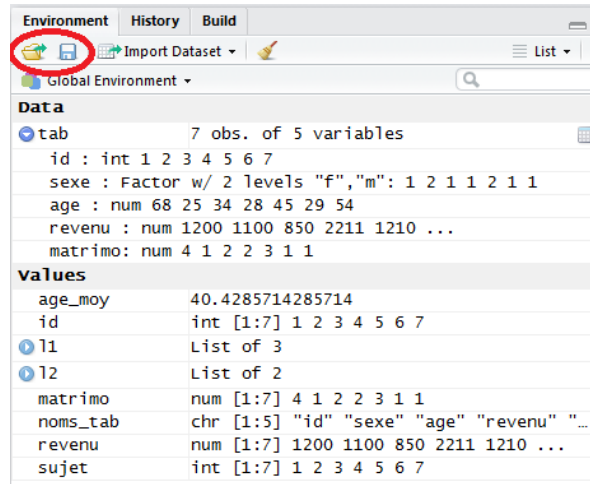 Environment History Build
Import Dataset List
Global Environment
Data
tab 7 obs. of 5 variables
id : int 1 2 3 4 5 6 7
sexe : Factor w/ 2 levels "f","m": 1 2 1 1 2 1 1
age : num 68 25 34 28 45 29 54
revenu : num 1200 1100 850 2211 1210 ...
matrimo: num 4 1 2 2 3 1 1
Values
age_moy 40.4285714285714
id int [1:7] 1 2 3 4 5 6 7
l1 List of 3
l2 List of 2
matrimo num [1:7] 4 1 2 2 3 1 1
noms_tab chr [1:5] "id" "sexe" "age" "revenu" "…
revenu num [1:7] 1200 1100 850 2211 1210 ...
sujet int [1:7] 1 2 3 4 5 6 7